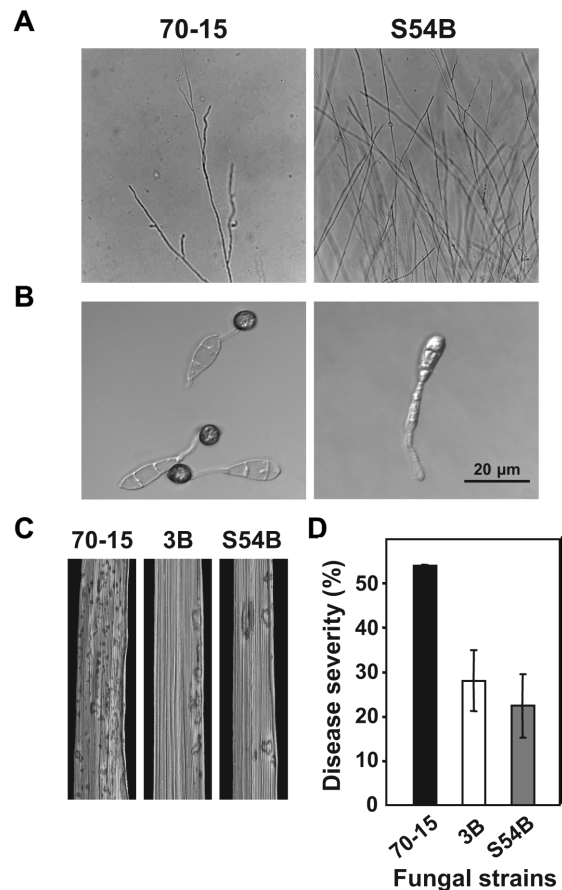 A
70-15 S54B
B
20 µm
C
70-15 3B S54B
D
Disease severity (%)
50
40
30
20
10
0
70-15 3B S54B
Fungal strains